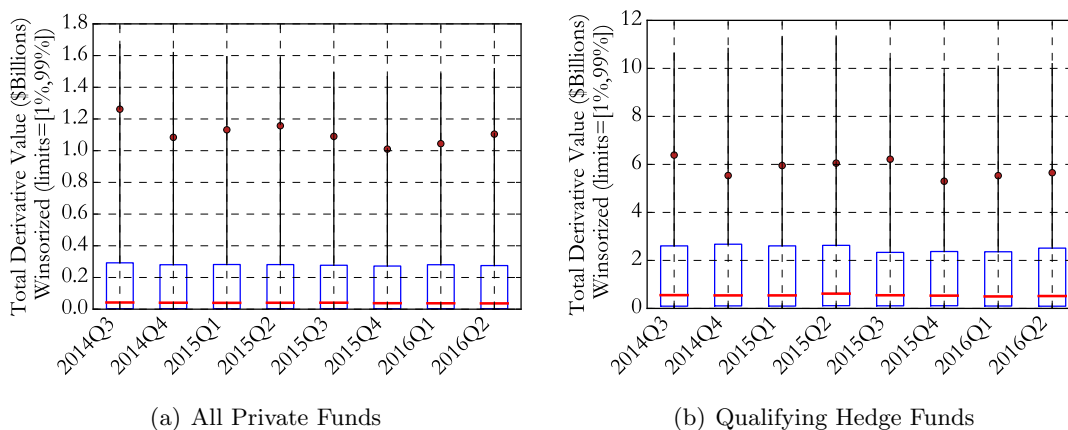 Total Derivative Value ($Billions)
Winsorized (limits=[1%,99%])
1.8
1.6
1.4
1.2
1.0
0.8
0.6
0.4
0.2
0.0
2014Q3
2014Q4
2015Q1
2015Q2
2015Q3
2015Q4
2016Q1
2016Q2
(a) All Private Funds
Total Derivative Value ($Billions)
Winsorized (limits=[1%,99%])
12
10
8
6
4
2
0
2014Q3
2014Q4
2015Q1
2015Q2
2015Q3
2015Q4
2016Q1
2016Q2
(b) Qualifying Hedge Funds